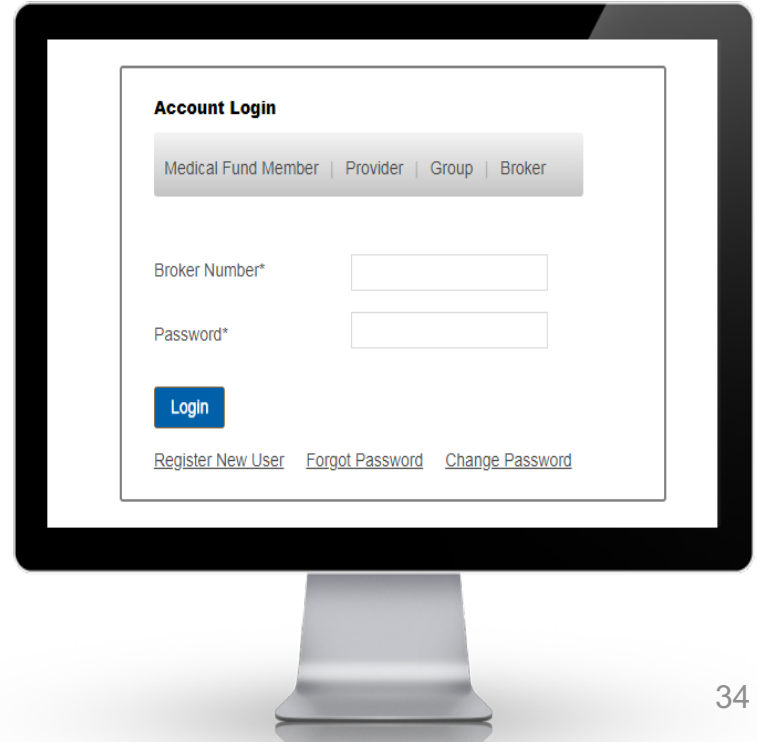 Account Login
Medical Fund Member | Provider | Group | Broker
Broker Number*
Password*
Login
Register New User Forgot Password Change Password
34